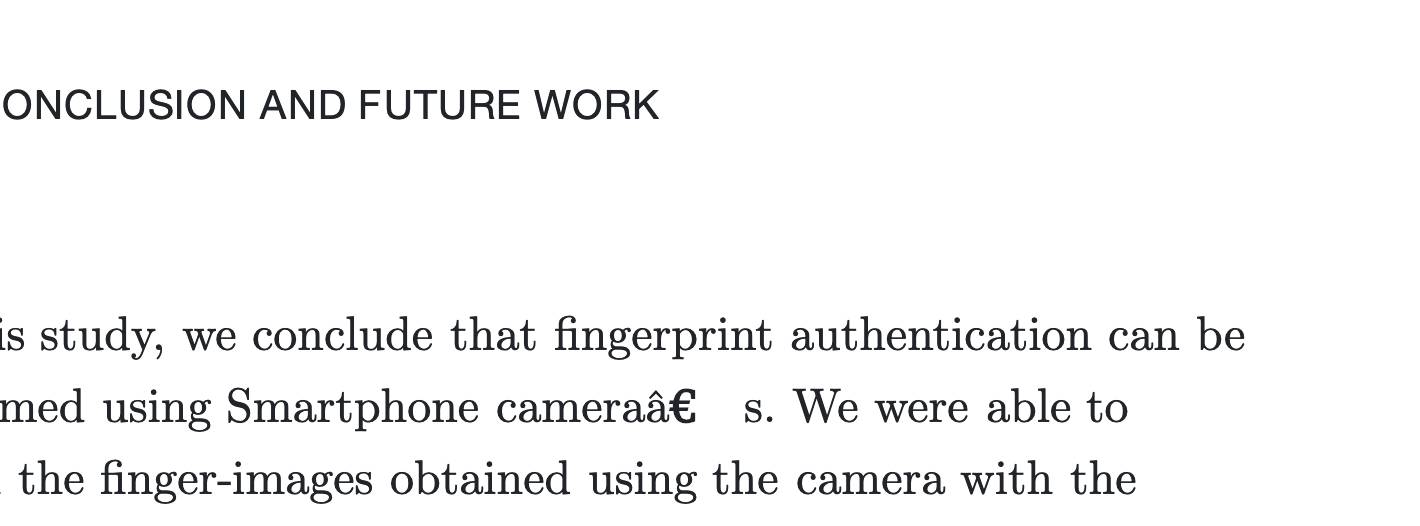 ONCLUSION AND FUTURE WORK
is study, we conclude that fingerprint authentication can be
med using Smartphone cameraâ€ s. We were able to
the finger-images obtained using the camera with the